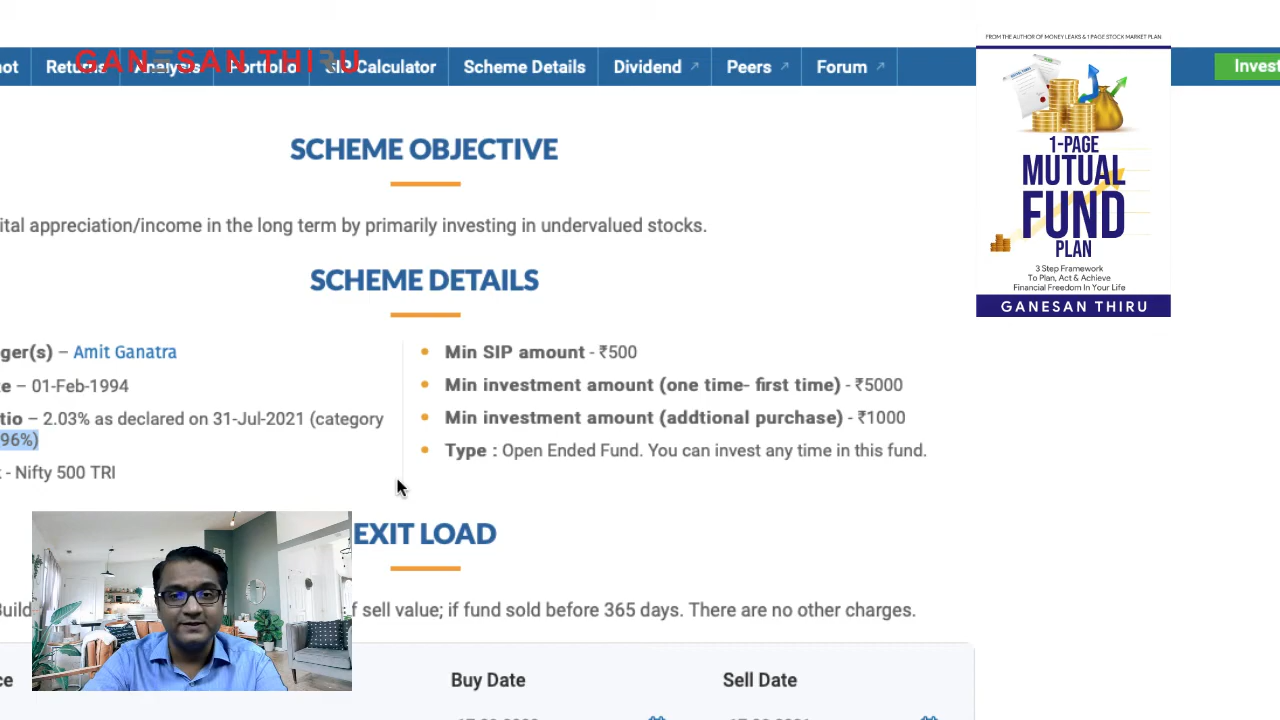 FROM THE AUTHOR OF MONEY LEAKS & 1 PAGE STOCK MARKET PLAN
GANESAN THIRU
Returns Analysis Portfolio SIP Calculator Scheme Details Dividend Peers Forum Invest
SCHEME OBJECTIVE
ital appreciation/income in the long term by primarily investing in undervalued stocks.
SCHEME DETAILS
ger(s) – Amit Ganatra
e – 01-Feb-1994
tio – 2.03% as declared on 31-Jul-2021 (category
96%)
- Nifty 500 TRI
Min SIP amount - ₹500
Min investment amount (one time- first time) - ₹5000
Min investment amount (addtional purchase) - ₹1000
Type : Open Ended Fund. You can invest any time in this fund.
EXIT LOAD
Build
f sell value; if fund sold before 365 days. There are no other charges.
Buy Date
Sell Date
1-PAGE
MUTUAL
FUND
PLAN
3 Step Framework
To Plan, Act & Achieve
Financial Freedom In Your Life
GANESAN THIRU